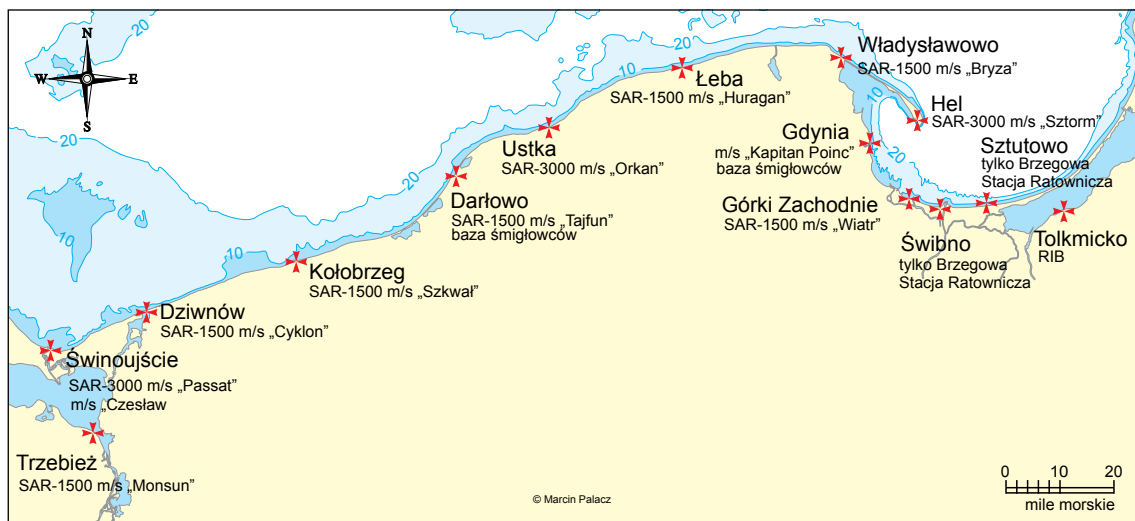 N
W
E
S
20
20
20
10
20
10
10
10
20
Władysławowo
SAR-1500 m/s „Bryza”
Łeba
SAR-1500 m/s „Huragan”
Hel
SAR-3000 m/s „Sztorm”
Gdynia
m/s „Kapitan Poinc”
baza śmigłowców
Sztutowo
tylko Brzegowa
Stacja Ratownicza
Ustka
SAR-3000 m/s „Orkan”
Darłowo
SAR-1500 m/s „Tajfun”
baza śmigłowców
Górki Zachodnie
SAR-1500 m/s „Wiatr”
Świbno
tylko Brzegowa
Stacja Ratownicza
Tolkmicko
RIB
Kołobrzeg
SAR-1500 m/s „Szkwał”
Dziwnów
SAR-1500 m/s „Cyklon”
Świnoujście
SAR-3000 m/s „Passat”
m/s „Czesław
Trzebież
SAR-1500 m/s „Monsun”
© Marcin Palacz
0 10 20
mile morskie